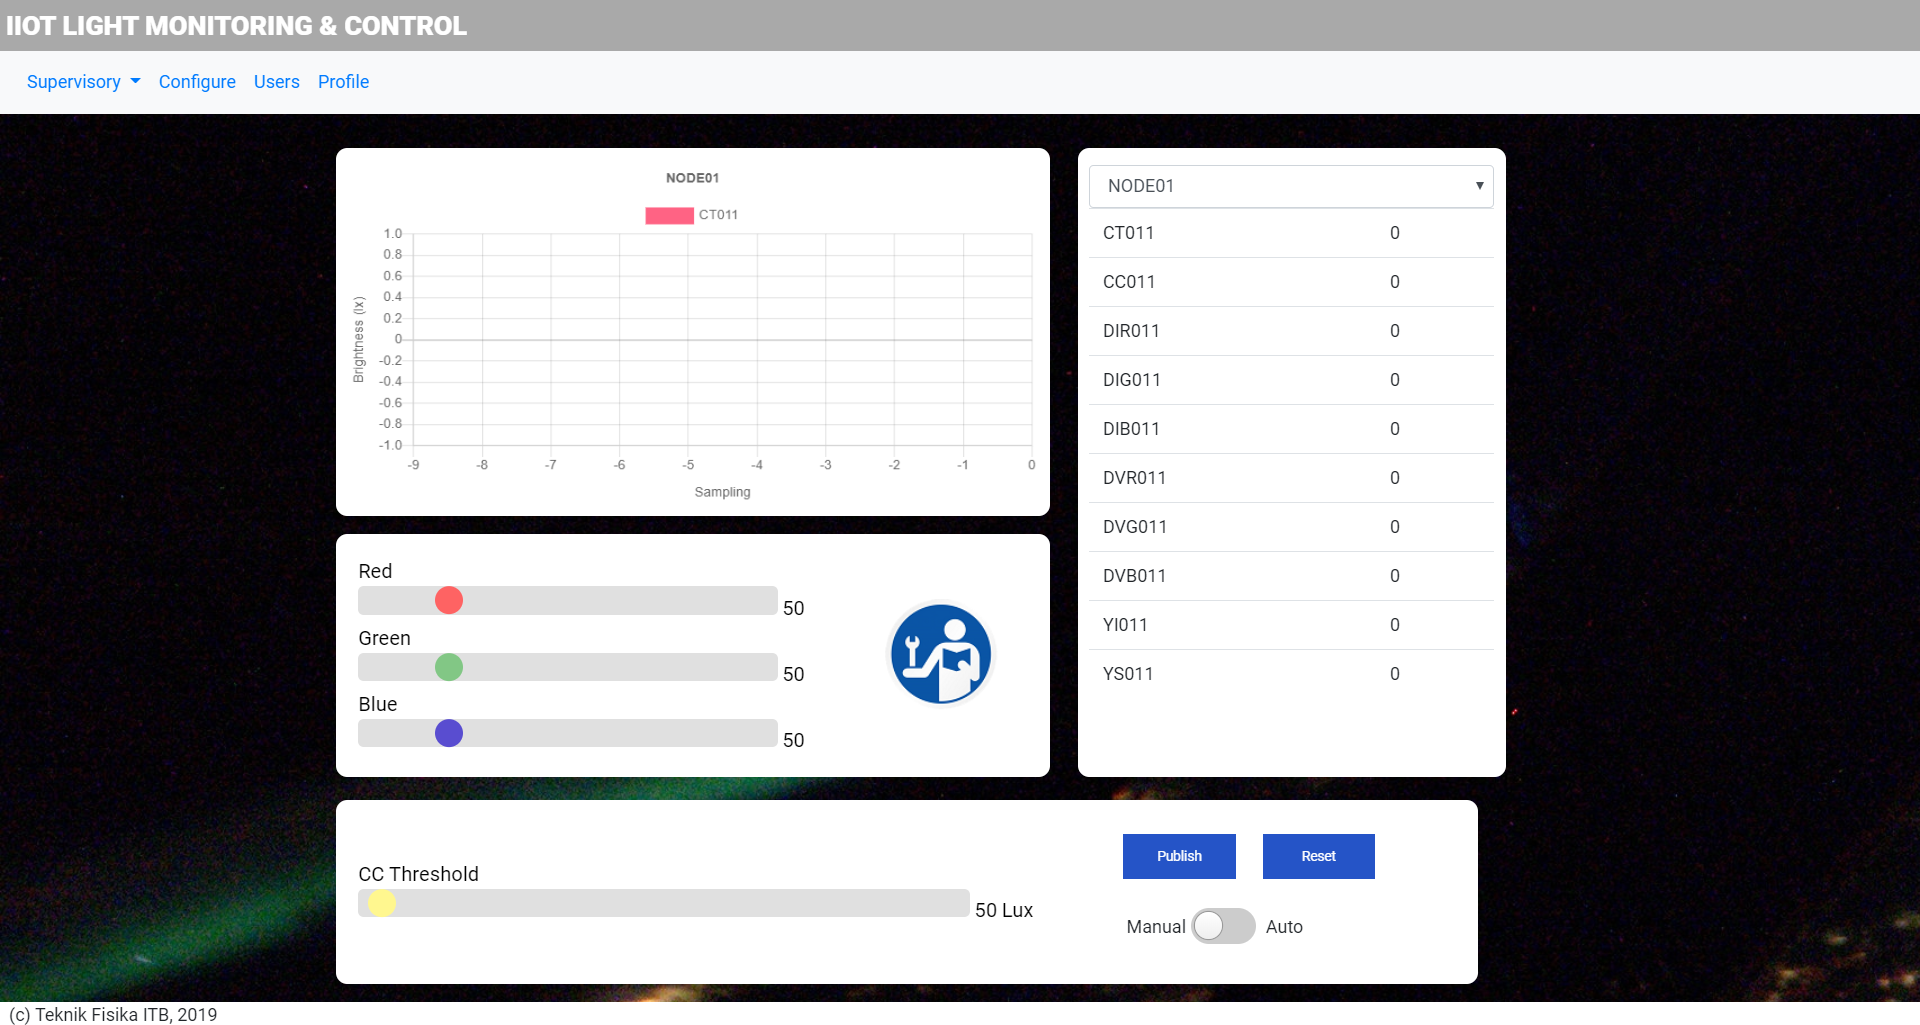 IIOT LIGHT MONITORING & CONTROL
Supervisory Configure Users Profile
NODE01
CT011
1.0
0.8
0.6
0.4
0.2
0
-0.2
-0.4
-0.6
-0.8
-1.0
Brightness (lx)
-9 -8 -7 -6 -5 -4 -3 -2 -1 0
Sampling
NODE01
CT011 0
CC011 0
DIR011 0
DIG011 0
DIB011 0
DVR011 0
DVG011 0
DVB011 0
YI011 0
YS011 0
Red
50
Green
50
Blue
50
CC Threshold
50 Lux
Publish Reset
Manual Auto
(c) Teknik Fisika ITB, 2019